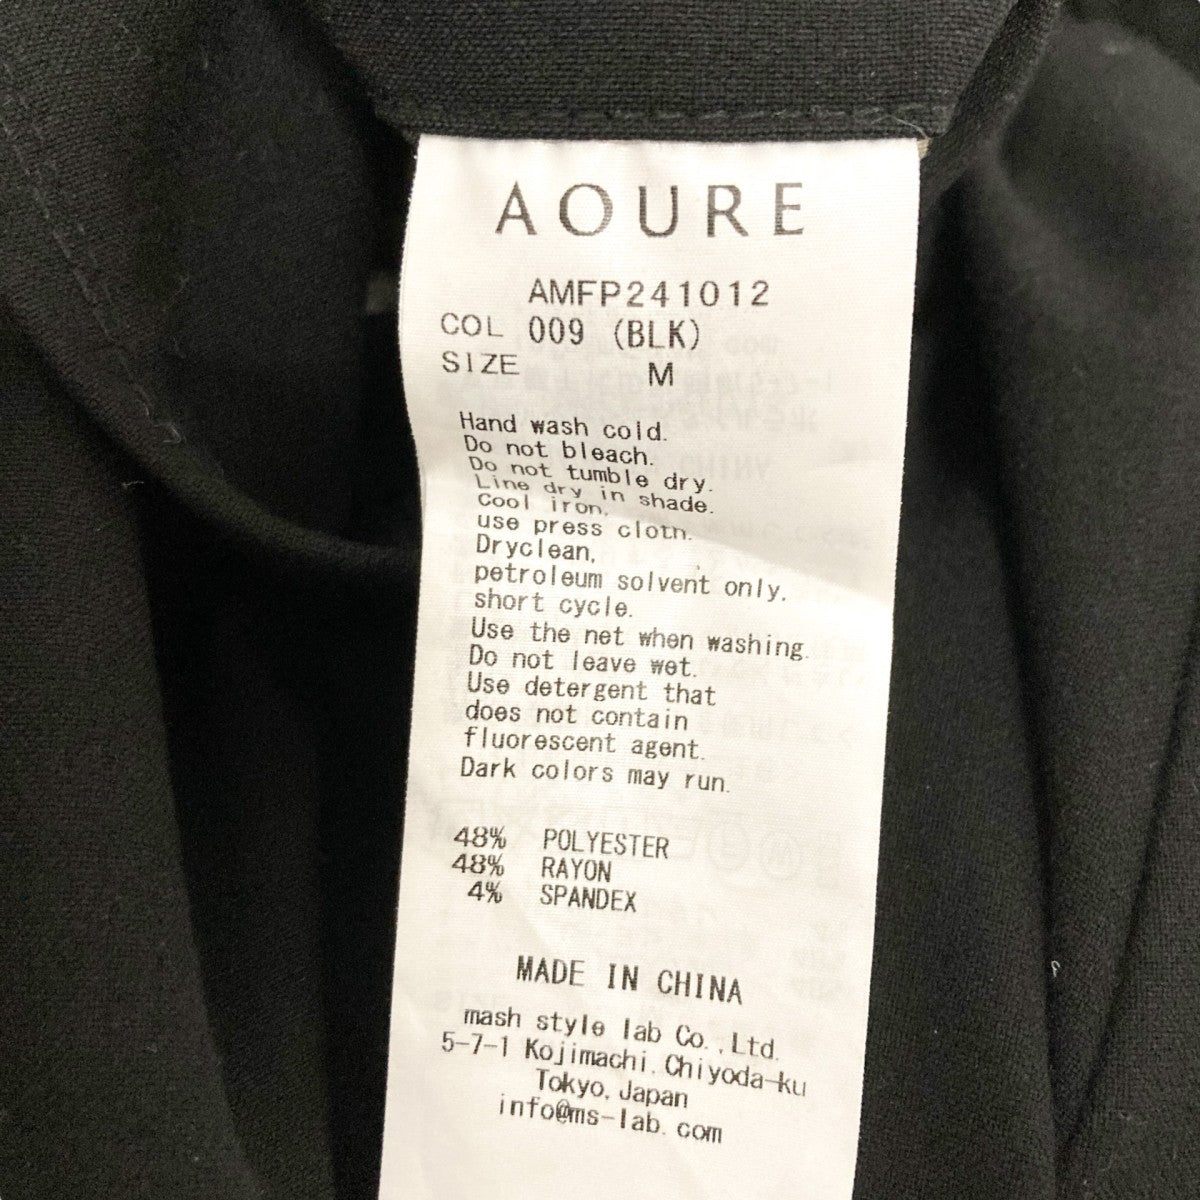 AOURE
AMFP241012
COL 009 (BLK)
SIZE M
Hand wash cold.
Do not bleach.
Do not tumble dry.
Line dry in shade.
Cool iron,
use press cloth.
Dryclean,
petroleum solvent only.
short cycle.
Use the net when washing.
Do not leave wet.
Use detergent that
does not contain
fluorescent agent.
Dark colors may run.
48% POLYESTER
48% RAYON
4% SPANDEX
MADE IN CHINA
mash style lab Co.,Ltd.
5-7-1 Kojimachi.Chiyoda-ku
Tokyo,Japan
info@ms-lab.com